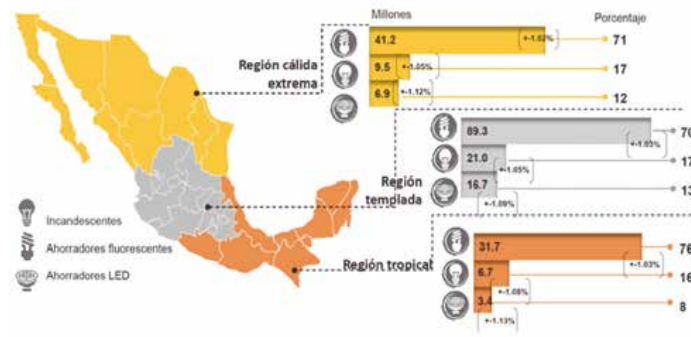 Millones
Porcentaje
Región cálida
extrema
41.2
+-1.02%
71
9.5
+-1.05%
17
6.9
+-1.12%
12
Región
templada
89.3
+-1.03%
70
21.0
+-1.05%
17
16.7
+-1.09%
13
Región tropical
31.7
+-1.03%
76
6.7
+-1.08%
16
3.4
+-1.13%
8
Incandescentes
Ahorradores fluorescentes
Ahorradores LED